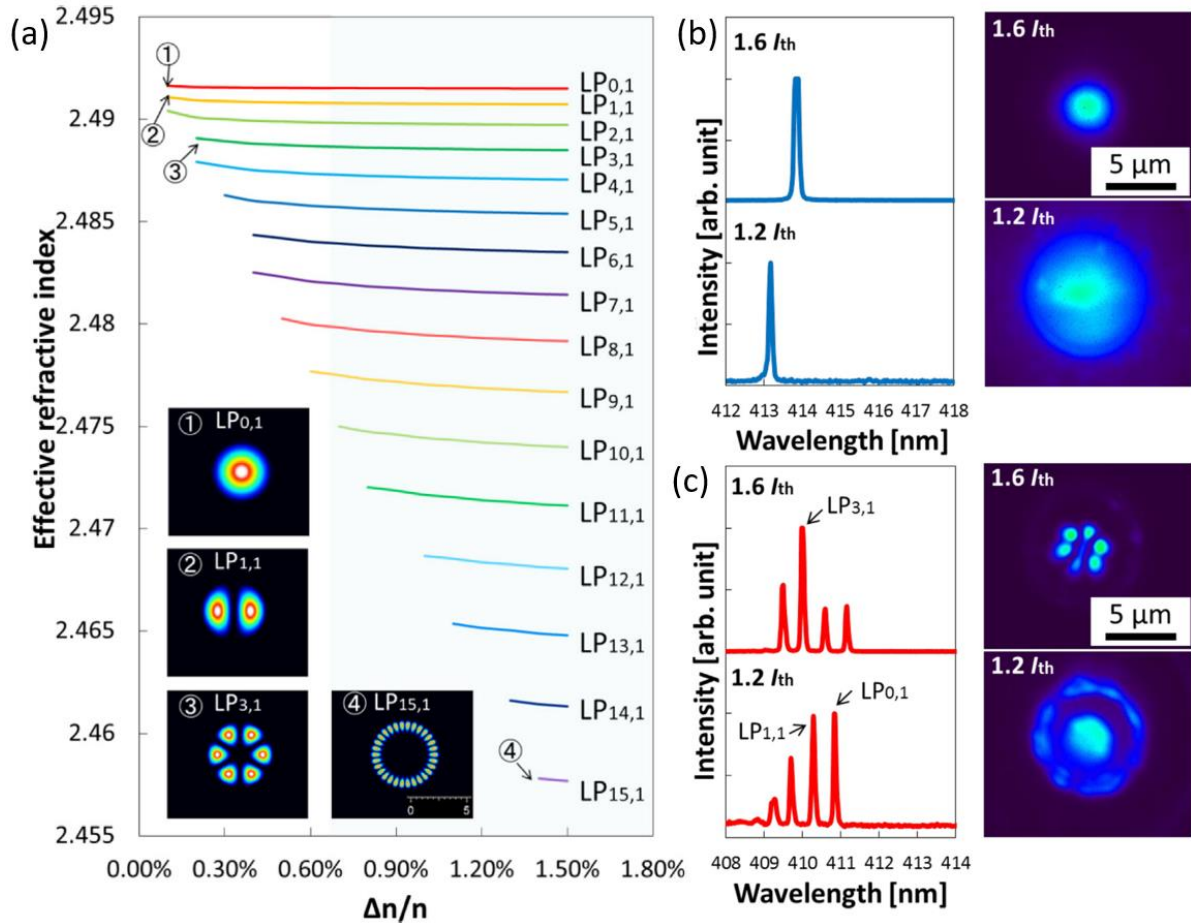 (a)
Effective refractive index
2.495
2.49
2.485
2.48
2.475
2.47
2.465
2.46
2.455
①
②
③
④
LP0,1
LP1,1
LP2,1
LP3,1
LP4,1
LP5,1
LP6,1
LP7,1
LP8,1
LP9,1
LP10,1
LP11,1
LP12,1
LP13,1
LP14,1
LP15,1
① LP0,1
② LP1,1
③ LP3,1
④ LP15,1
0 5
0.00% 0.30% 0.60% 0.90% 1.20% 1.50% 1.80%
Δn/n
(b)
Intensity [arb. unit]
1.6 Ith
1.2 Ith
412 413 414 415 416 417 418
Wavelength [nm]
1.6 Ith
5 μm
1.2 Ith
(c)
Intensity [arb. unit]
1.6 Ith
LP3,1
1.2 Ith
LP0,1
LP1,1
408 409 410 411 412 413 414
Wavelength [nm]
1.6 Ith
5 μm
1.2 Ith